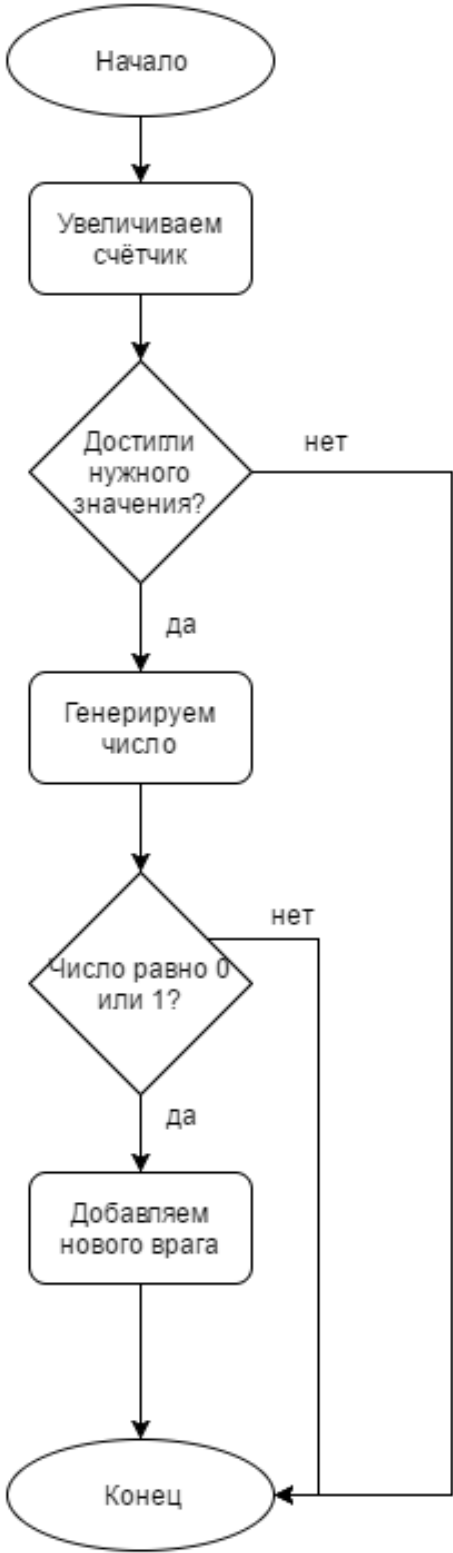 Начало
Увеличиваем
счётчик
Достигли
нужного
значения?
нет
да
Генерируем
число
нет
Число равно 0
или 1?
да
Добавляем
нового врага
Конец